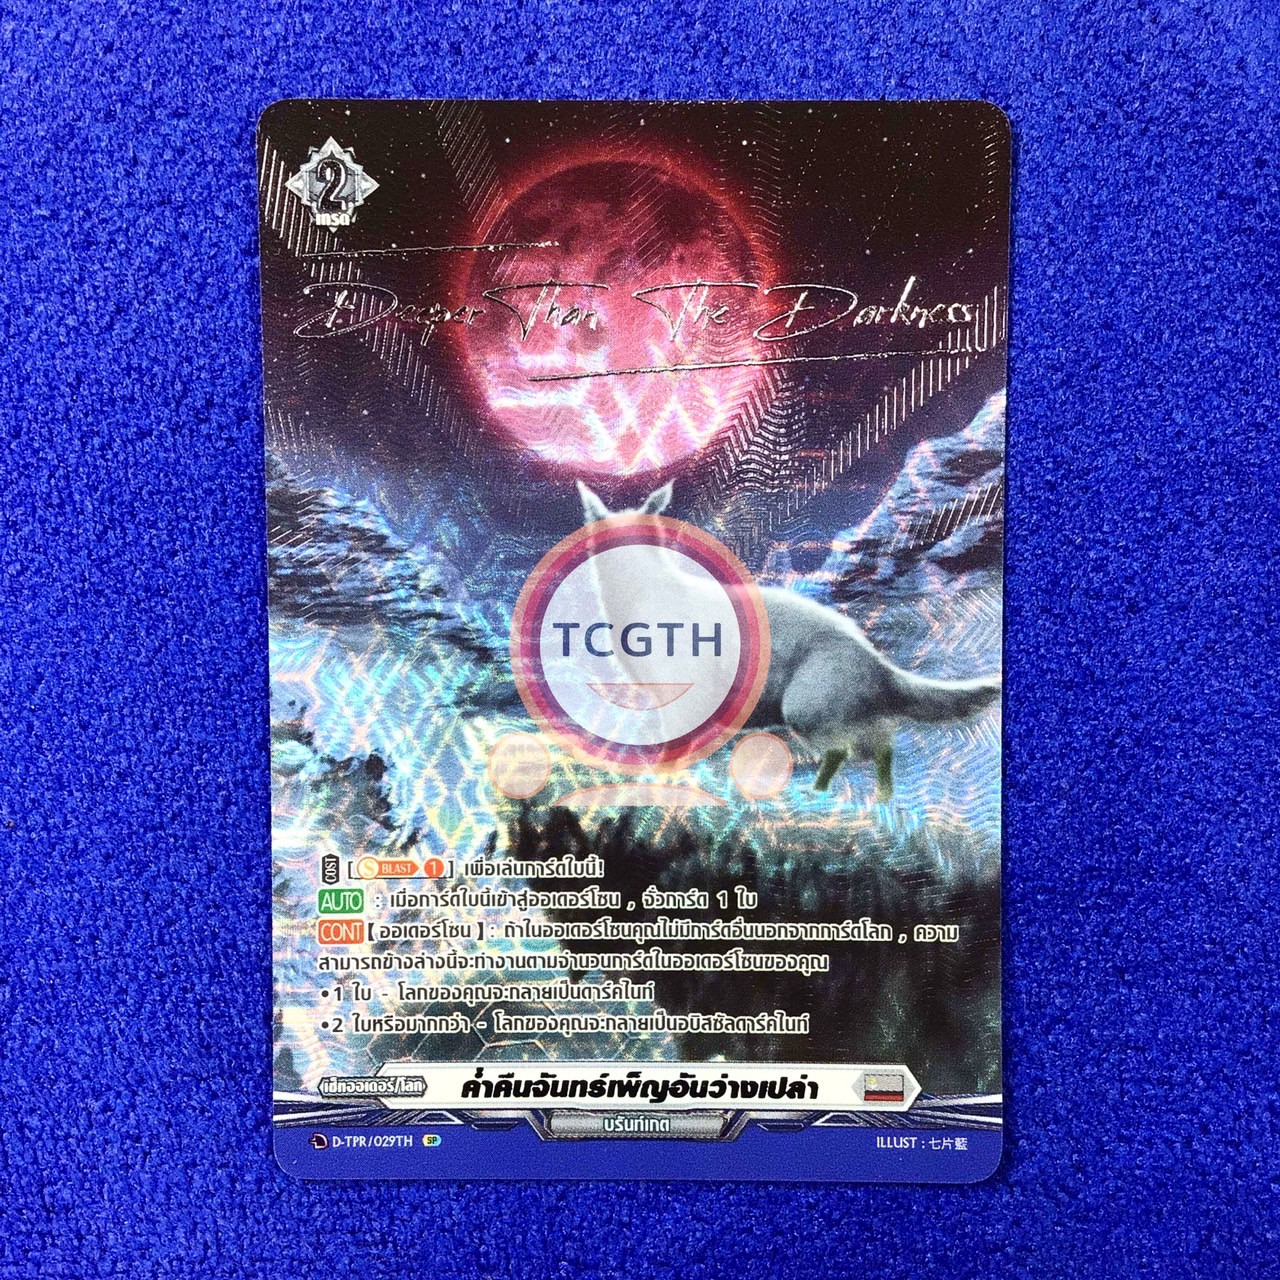 2
เกรด
Deeper Than The Darkness
TCGTH
COST [S BLAST 1] เพื่อเล่นการ์ดใบนี้!
AUTO : เมื่อการ์ดใบนี้เข้าสู่ออเดอร์โซน , จั่วการ์ด 1 ใบ
CONT【ออเดอร์โซน】: ถ้าในออเดอร์โซนคุณไม่มีการ์ดอื่นนอกจากการ์ดโลก , ความ
สามารถข้างล่างนี้จะทำงานตามจำนวนการ์ดในออเดอร์โซนของคุณ
•1 ใบ - โลกของคุณจะกลายเป็นดาร์คไนท์
•2 ใบหรือมากกว่า - โลกของคุณจะกลายเป็นอบิสซัลดาร์คไนท์
เซ็ทออเดอร์/โลก ค่ำคืนจันทร์เพ็ญอันว่างเปล่า
บรันท์เกต
D-TPR/029TH SP ILLUST : 七片藍